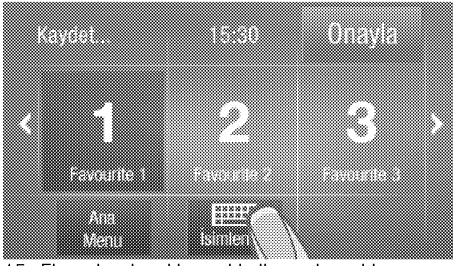 Kaydet... 15:30 Onayla
1 2 3
Favourite 1 Favourite 2 Favourite 3
Ana Menu
İsimlen